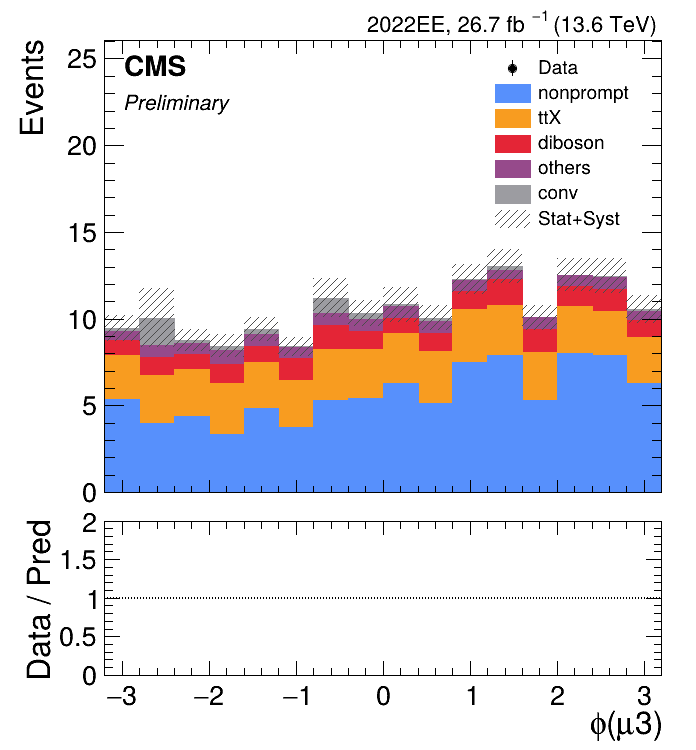 2022EE, 26.7 fb⁻¹ (13.6 TeV)
CMS
Preliminary
Events
25
20
15
10
5
0
Data
nonprompt
ttX
diboson
others
conv
Stat+Syst
Data / Pred
2
1.5
1
0.5
0
−3 −2 −1 0 1 2 3
ϕ(μ3)